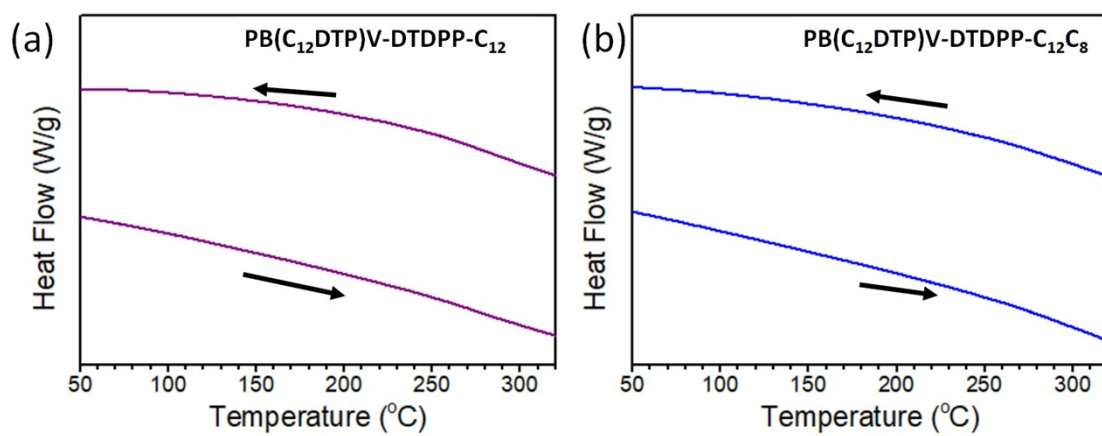 (a)
PB(C₁₂DTP)V-DTDPP-C₁₂
Heat Flow (W/g)
50 100 150 200 250 300
Temperature (°C)
(b)
PB(C₁₂DTP)V-DTDPP-C₁₂C₈
Heat Flow (W/g)
50 100 150 200 250 300
Temperature (°C)